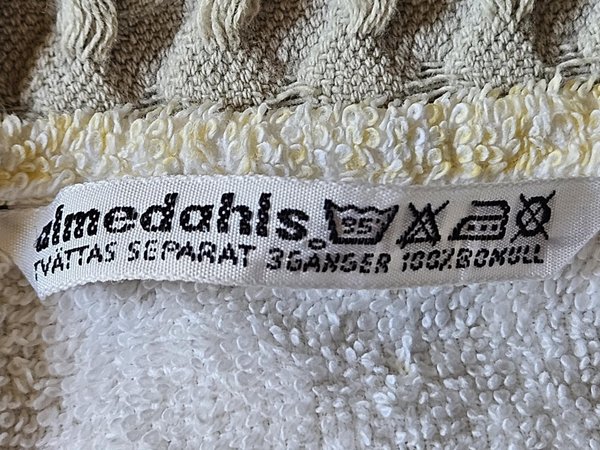 almedahls. 95
TVÄTTAS SEPARAT 3GÅNGER 100% BOMULL